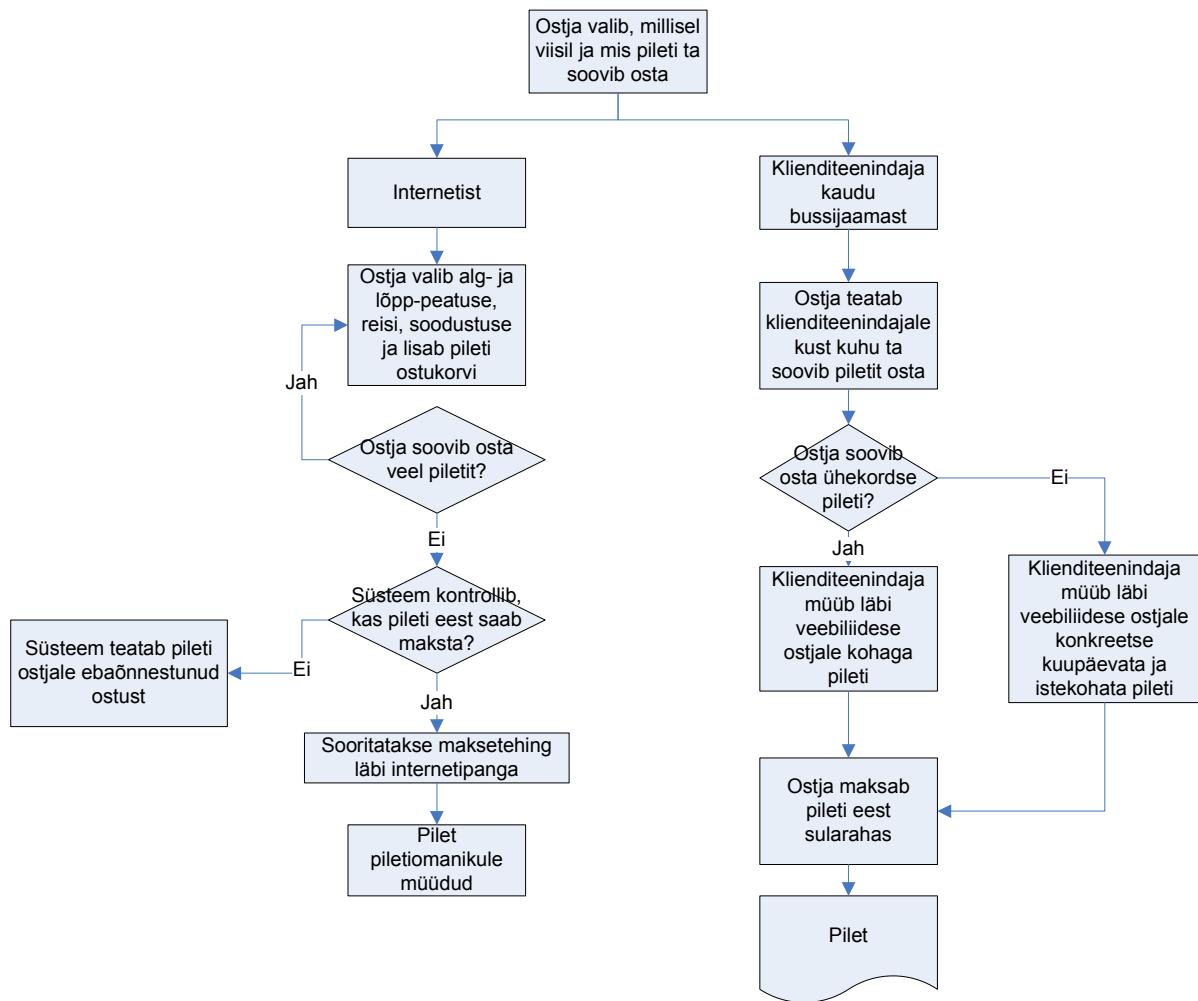 Ostja valib, millisel
viisil ja mis pileti ta
soovib osta
Internetist
Ostja valib alg- ja
lõpp-peatuse,
reisi, soodustuse
ja lisab pileti
ostukorvi
Jah
Ostja soovib osta
veel piletit?
Ei
Süsteem kontrollib,
kas pileti eest saab
maksta?
Ei
Süsteem teatab pileti
ostjale ebaõnnestunud
ostust
Jah
Sooritatakse maksetehing
läbi internetipanga
Pilet
piletiomanikule
müüdud
Klienditeenindaja
kaudu
bussijaamast
Ostja teatab
klienditeenindajale
kust kuhu ta
soovib piletit osta
Ostja soovib
osta ühekordse
pileti?
Ei
Jah
Klienditeenindaja
müüb läbi
veebiliidese
ostjale kohaga
pileti
Klienditeenindaja
müüb läbi
veebiliidese ostjale
konkreetse
kuupäevata ja
istekohata pileti
Ostja maksab
pileti eest
sularahas
Pilet